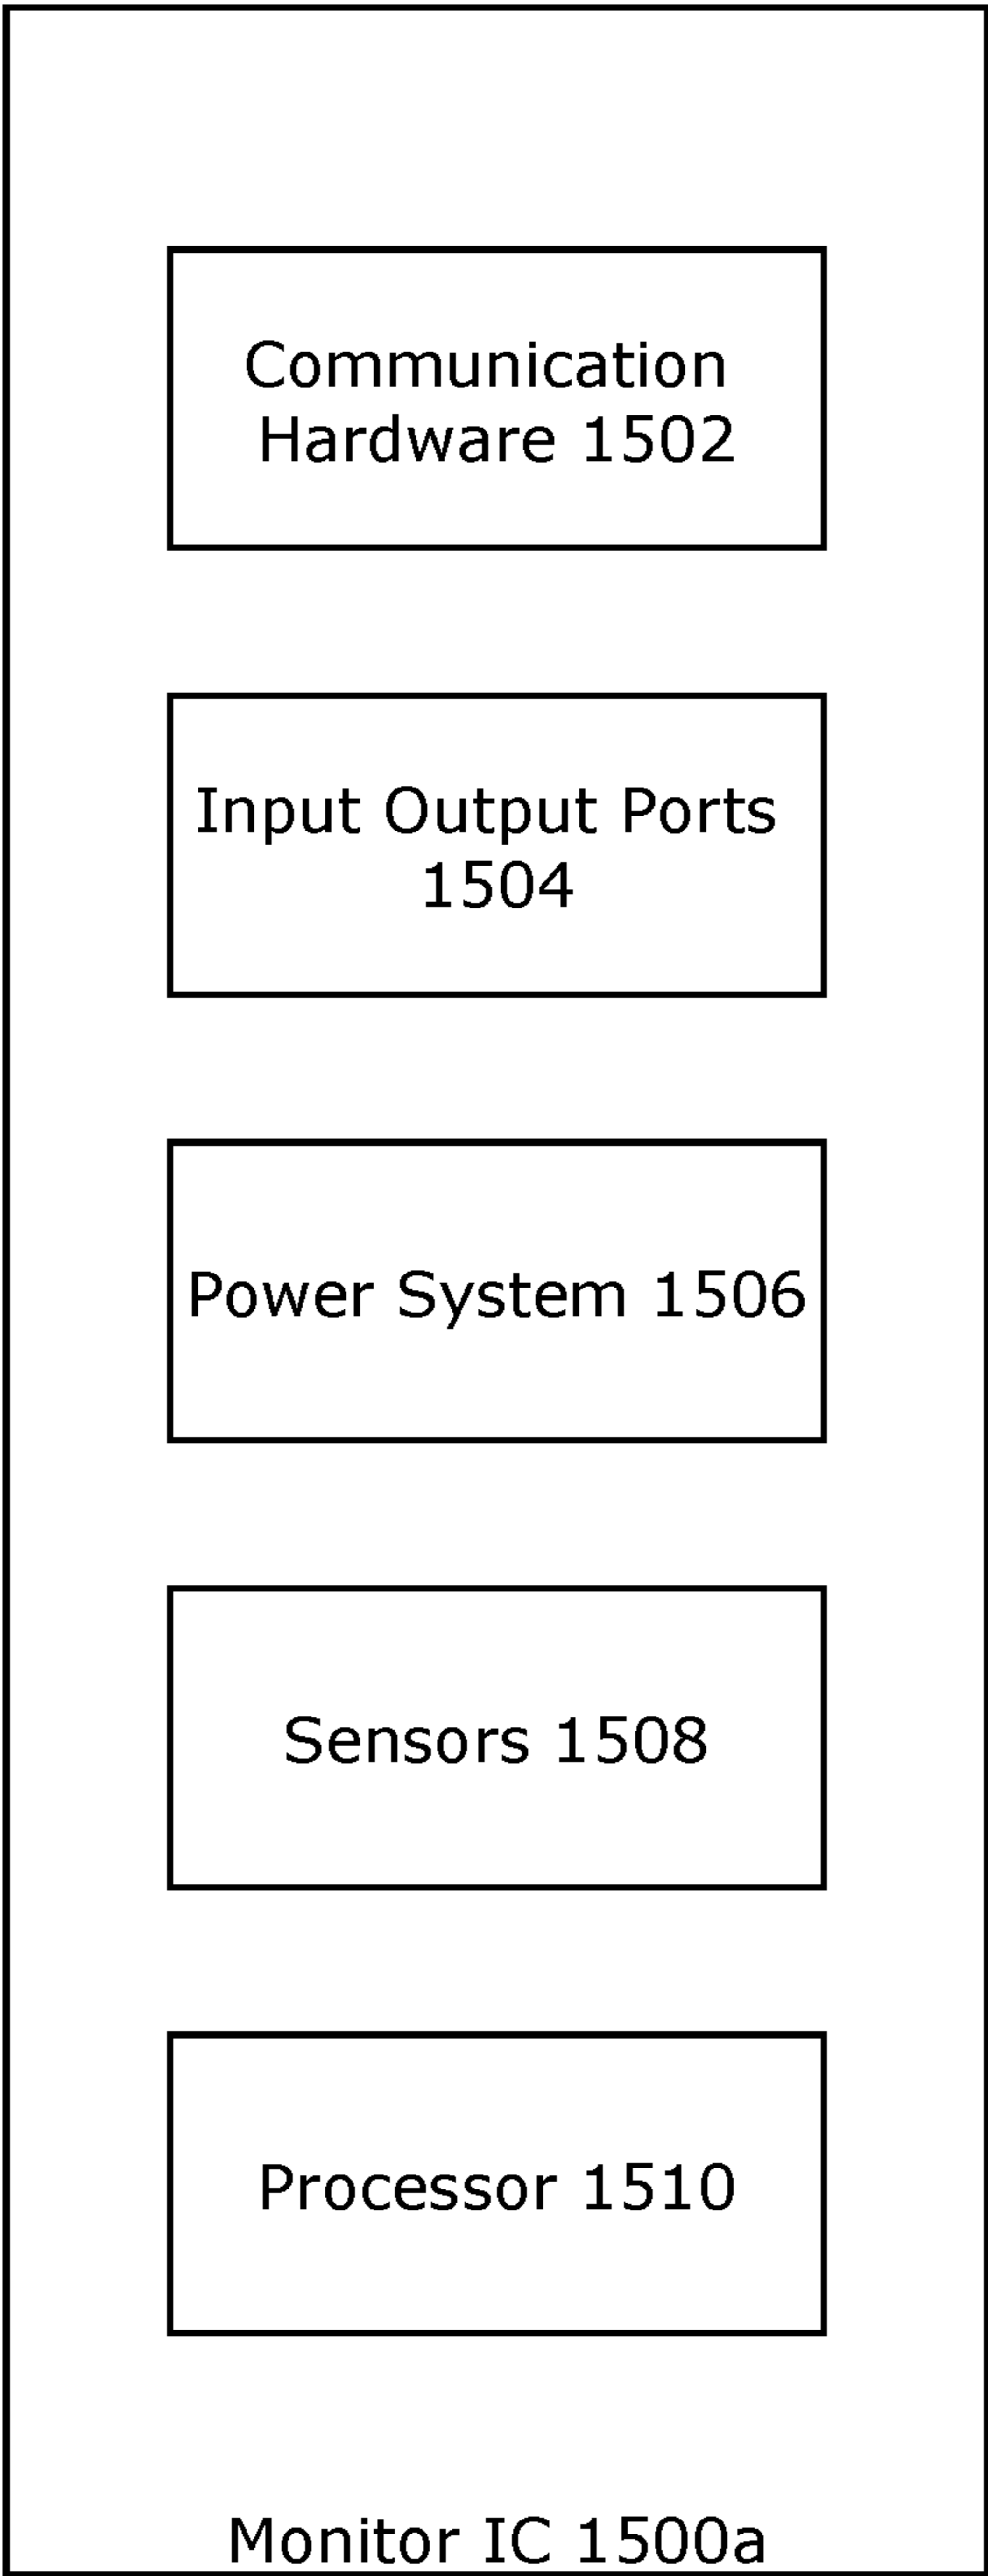 Communication
Hardware 1502
Input Output Ports
1504
Power System 1506
Sensors 1508
Processor 1510
Monitor IC 1500a